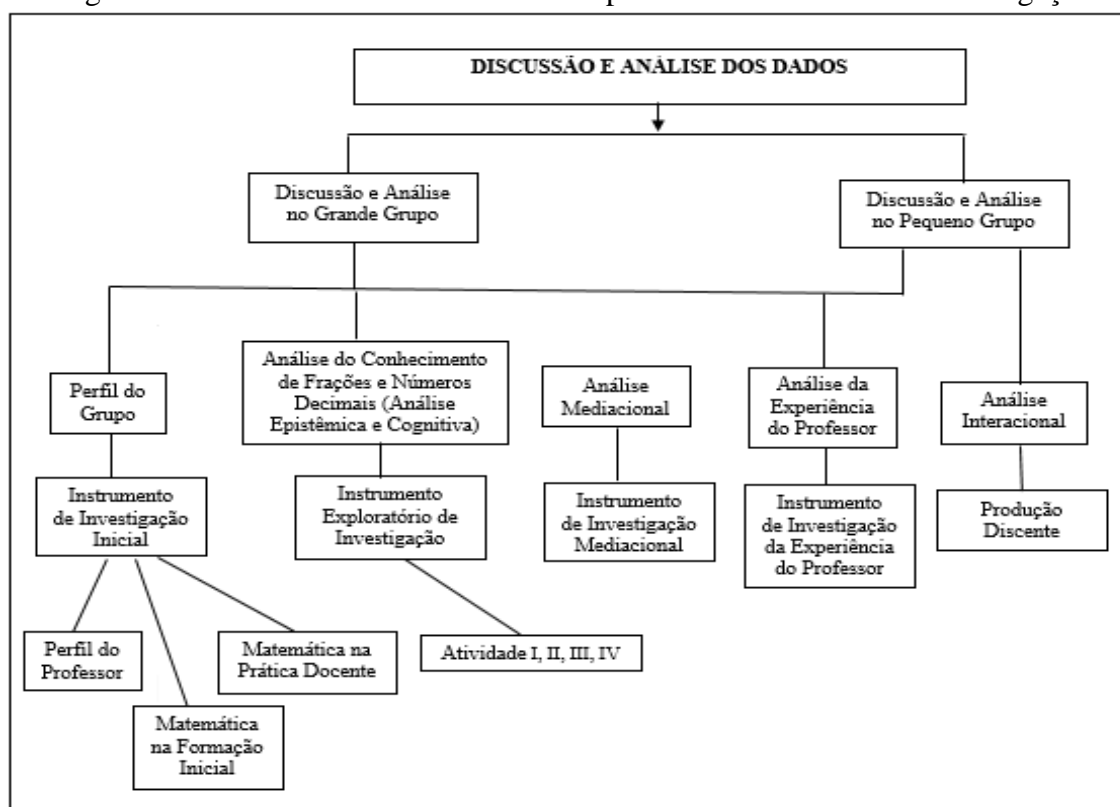 DISCUSSÃO E ANÁLISE DOS DADOS
Discussão e Análise
no Grande Grupo
Discussão e Análise
no Pequeno Grupo
Perfil do
Grupo
Análise do Conhecimento
de Frações e Números
Decimais (Análise
Epistêmica e Cognitiva)
Análise
Mediacional
Análise da
Experiência
do Professor
Análise
Interacional
Instrumento
de Investigação
Inicial
Instrumento
Exploratório de
Investigação
Instrumento
de Investigação
Mediacional
Instrumento
de Investigação
da Experiência
do Professor
Produção
Discente
Perfil do
Professor
Matemática na
Prática Docente
Atividade I, II, III, IV
Matemática
na Formação
Inicial